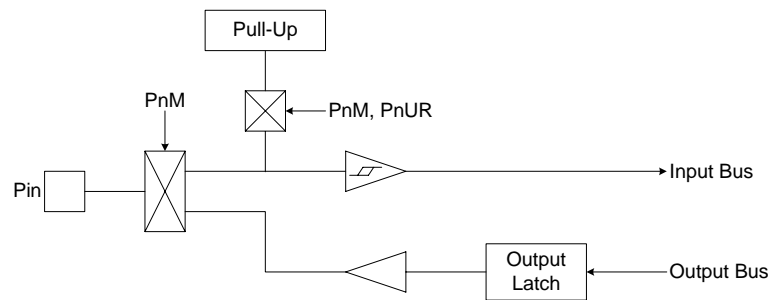 Pull-Up
PnM
PnM, PnUR
Pin
Input Bus
Output
Latch
Output Bus